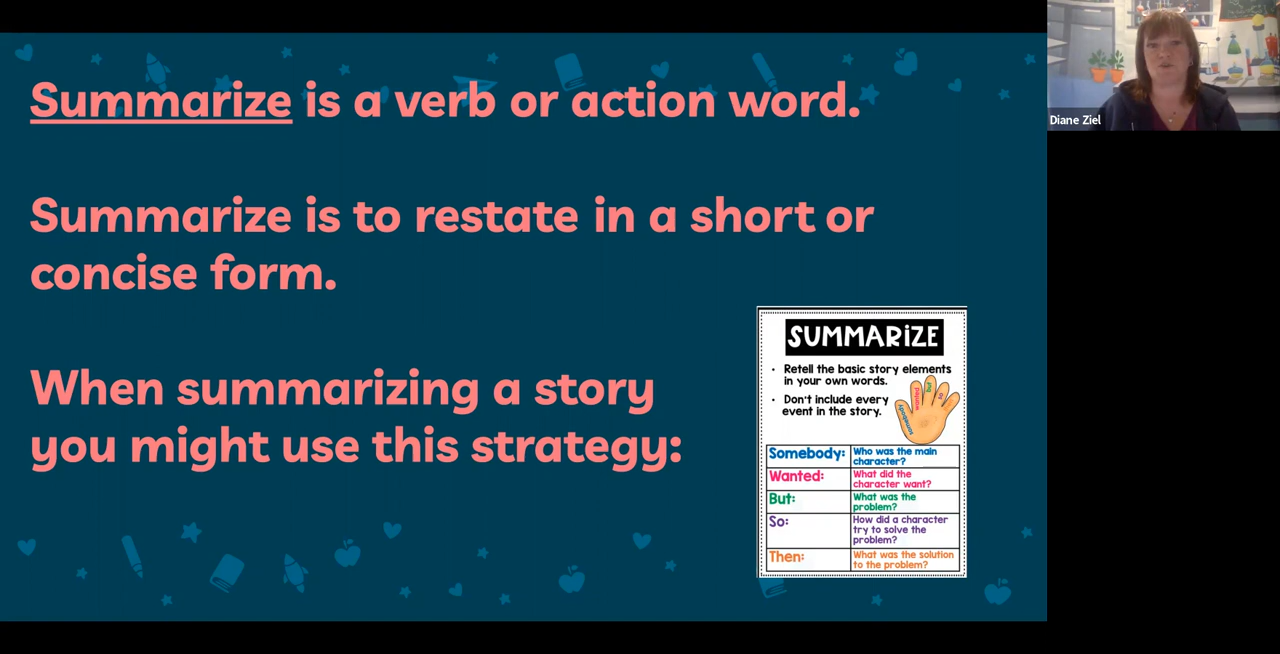 Summarize is a verb or action word.
Summarize is to restate in a short or
concise form.
When summarizing a story
you might use this strategy:
SUMMARiZE
• Retell the basic story elements
in your own words.
• Don't include every
event in the story.
somebody
wanted
but
so
Somebody: Who was the main
character?
Wanted: What did the
character want?
But: What was the
problem?
So: How did a character
try to solve the
problem?
Then: What was the solution
to the problem?
Diane Ziel